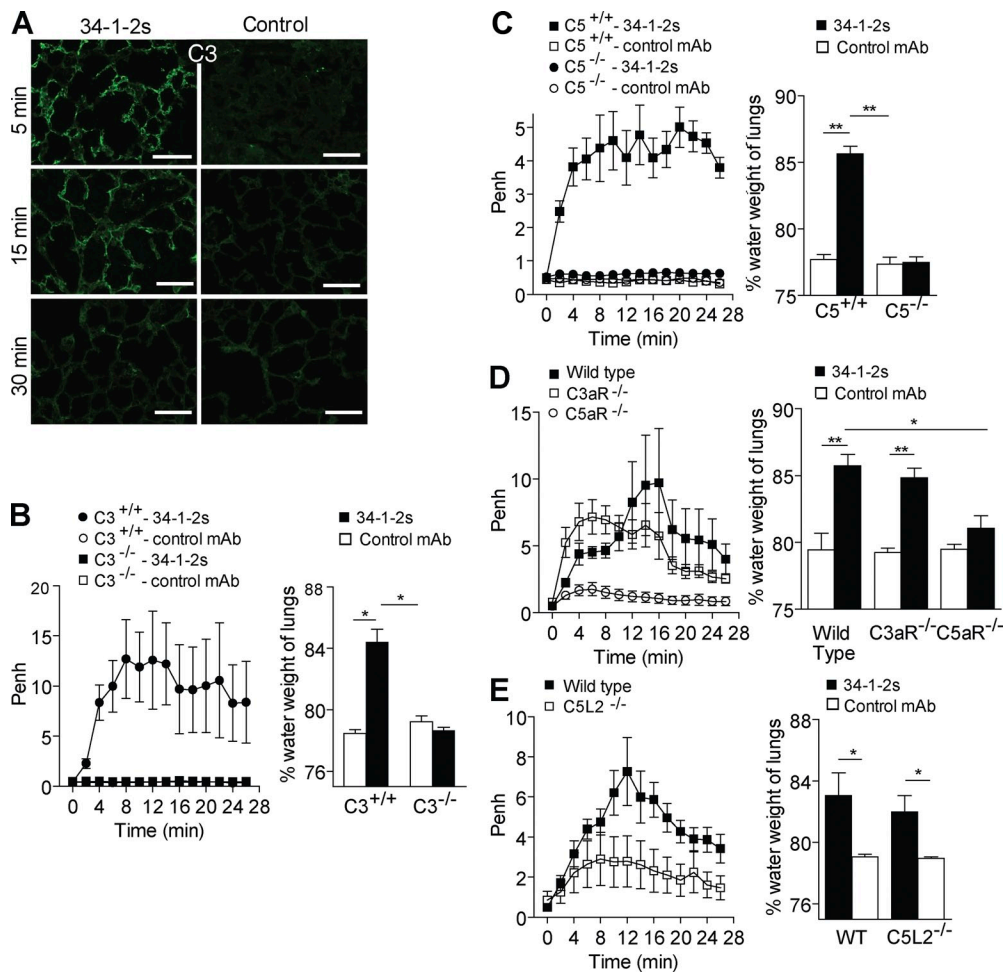 A
34-1-2s Control
C3
5 min
15 min
30 min
B
C3 +/+ - 34-1-2s
C3 +/+ - control mAb
C3 -/- - 34-1-2s
C3 -/- - control mAb
Penh
20
15
10
5
0
0 4 8 12 16 20 24 28
Time (min)
34-1-2s
Control mAb
% water weight of lungs
88
84
80
76
* *
C3+/+ C3-/-
C
C5 +/+ - 34-1-2s
C5 +/+ - control mAb
C5 -/- - 34-1-2s
C5 -/- - control mAb
Penh
5
4
3
2
1
0
0 4 8 12 16 20 24 28
Time (min)
34-1-2s
Control mAb
% water weight of lungs
90
85
80
75
** **
C5+/+ C5-/-
D
Wild type
C3aR -/-
C5aR -/-
Penh
15
10
5
0
0 4 8 12 16 20 24 28
Time (min)
34-1-2s
Control mAb
% water weight of lungs
90
85
80
75
*
** **
Wild Type C3aR-/- C5aR-/-
E
Wild type
C5L2 -/-
Penh
10
8
6
4
2
0
0 4 8 12 16 20 24 28
Time (min)
34-1-2s
Control mAb
% water weight of lungs
88
84
80
76
* *
WT C5L2-/-